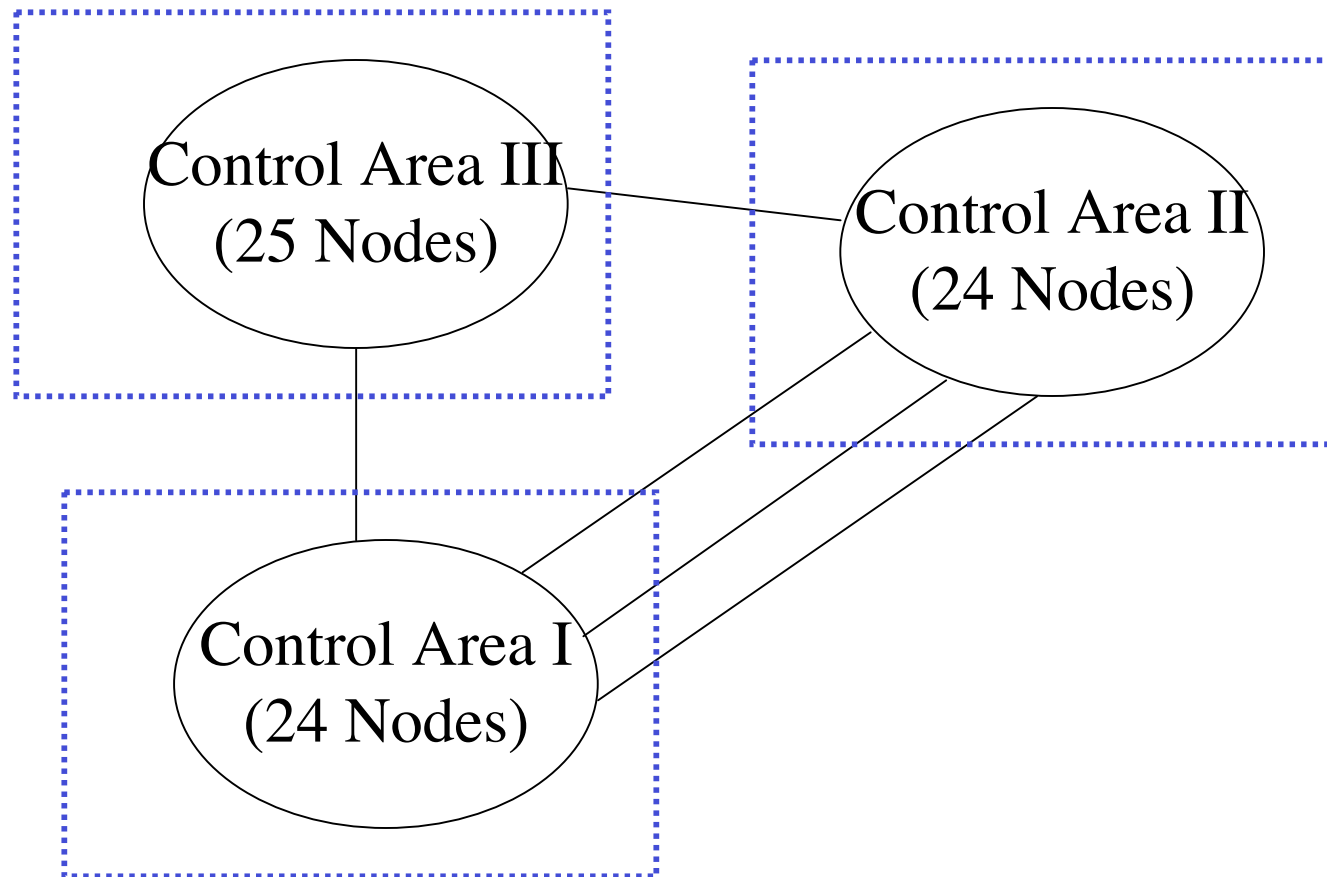 Control Area III
(25 Nodes)
Control Area II
(24 Nodes)
Control Area I
(24 Nodes)